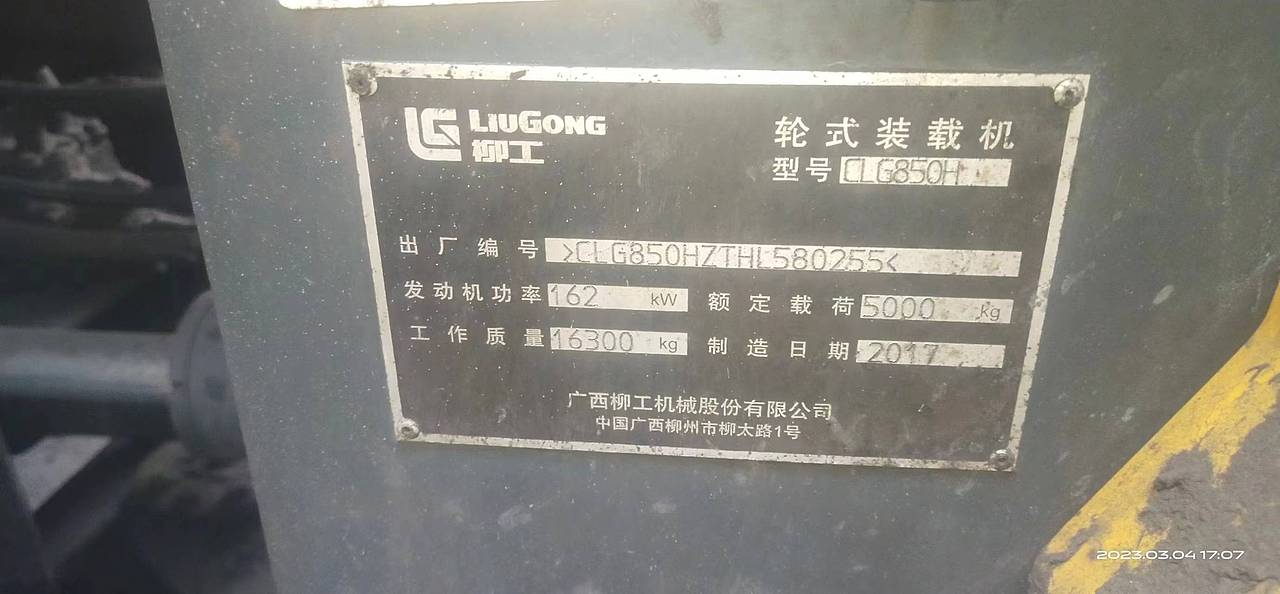 LG LIUGONG
柳工
轮式装载机
型号 CLG850H
出厂编号 >CLG850HZTHL580255<
发动机功率 162 kW 额定载荷 5000 kg
工作质量 16300 kg 制造日期 2017
广西柳工机械股份有限公司
中国广西柳州市柳太路1号
2023.03.04 17:07